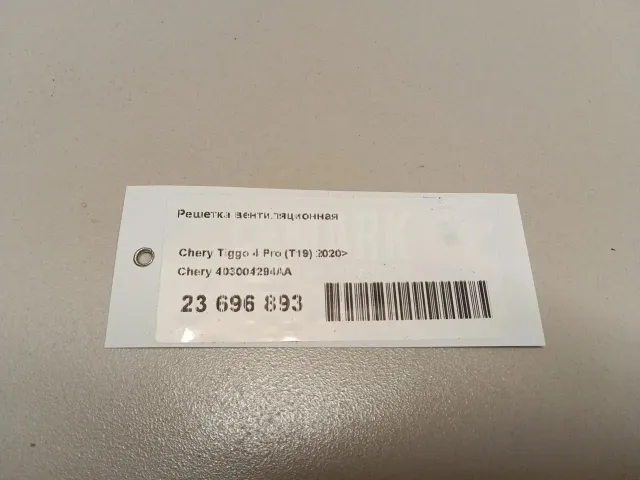 Решетка вентиляционная
Chery Tiggo 4 Pro (T19) 2020>
Chery 403004294AA
23 696 893